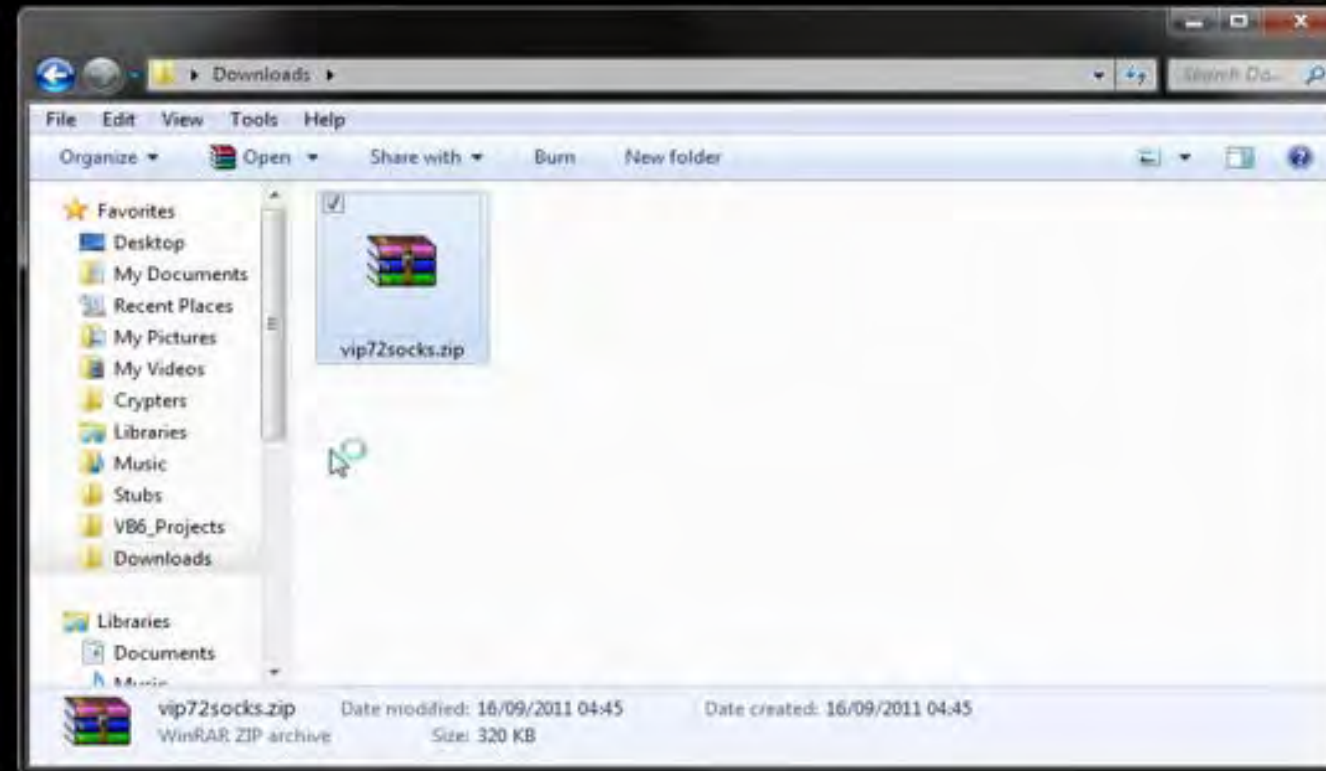 Downloads
File Edit View Tools Help
Organize Open Share with Burn New folder
Favorites
Desktop
My Documents
Recent Places
My Pictures
My Videos
Crypters
Libraries
Music
Stubs
VB6_Projects
Downloads
Libraries
Documents
Music
vip72socks.zip
vip72socks.zip Date modified: 16/09/2011 04:45 Date created: 16/09/2011 04:45
WinRAR ZIP archive Size: 320 KB